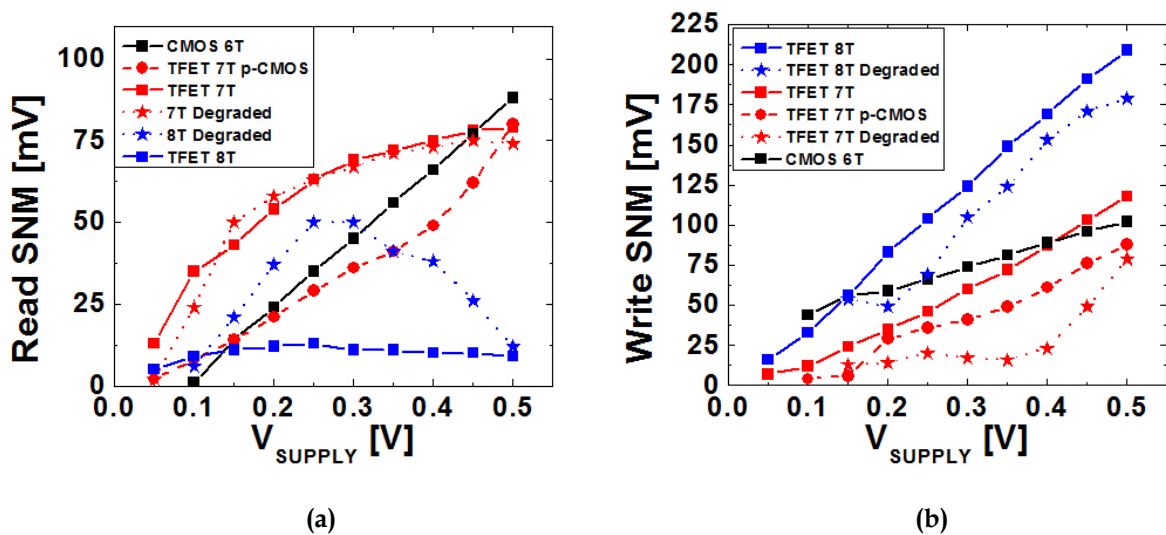 Read SNM [mV]
100
75
50
25
0
CMOS 6T
TFET 7T p-CMOS
TFET 7T
7T Degraded
8T Degraded
TFET 8T
0.0 0.1 0.2 0.3 0.4 0.5
V_SUPPLY [V]
(a)
Write SNM [mV]
225
200
175
150
125
100
75
50
25
0
TFET 8T
TFET 8T Degraded
TFET 7T
TFET 7T p-CMOS
TFET 7T Degraded
CMOS 6T
0.0 0.1 0.2 0.3 0.4 0.5
V_SUPPLY [V]
(b)